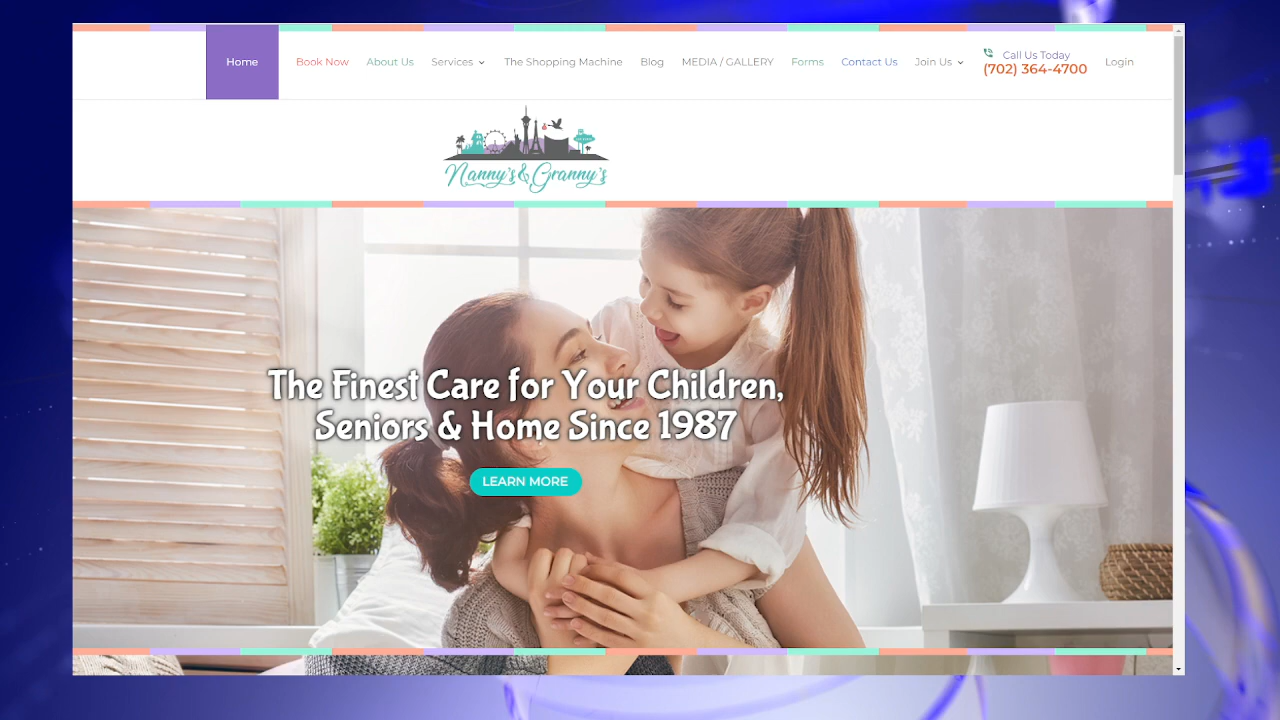 Home
Book Now
About Us
Services
The Shopping Machine
Blog
MEDIA / GALLERY
Forms
Contact Us
Join Us
Call Us Today
(702) 364-4700
Login
Nanny's & Granny's
The Finest Care for Your Children,
Seniors & Home Since 1987
LEARN MORE